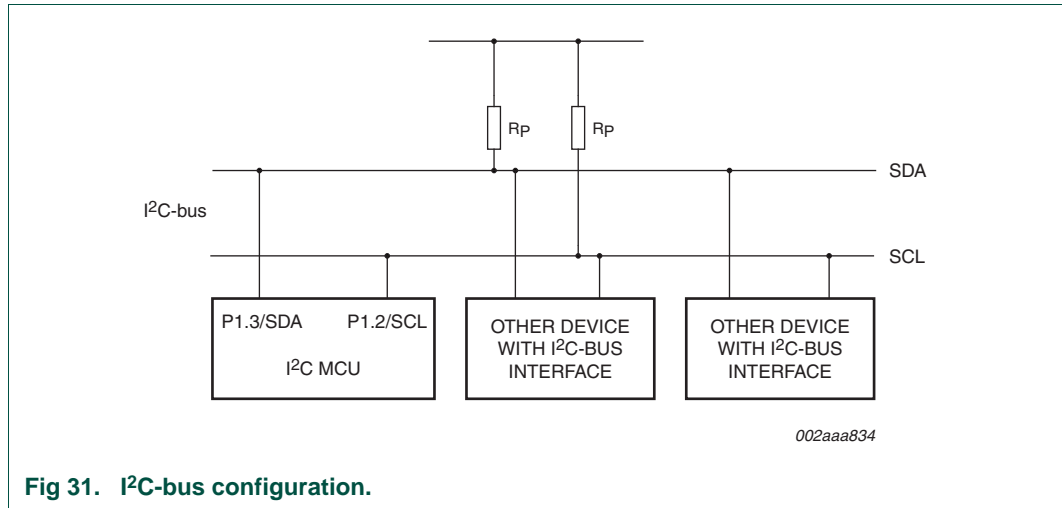 RP RP
SDA
I2C-bus
SCL
P1.3/SDA P1.2/SCL
I2C MCU
OTHER DEVICE
WITH I2C-BUS
INTERFACE
OTHER DEVICE
WITH I2C-BUS
INTERFACE
002aaa834
Fig 31. I2C-bus configuration.